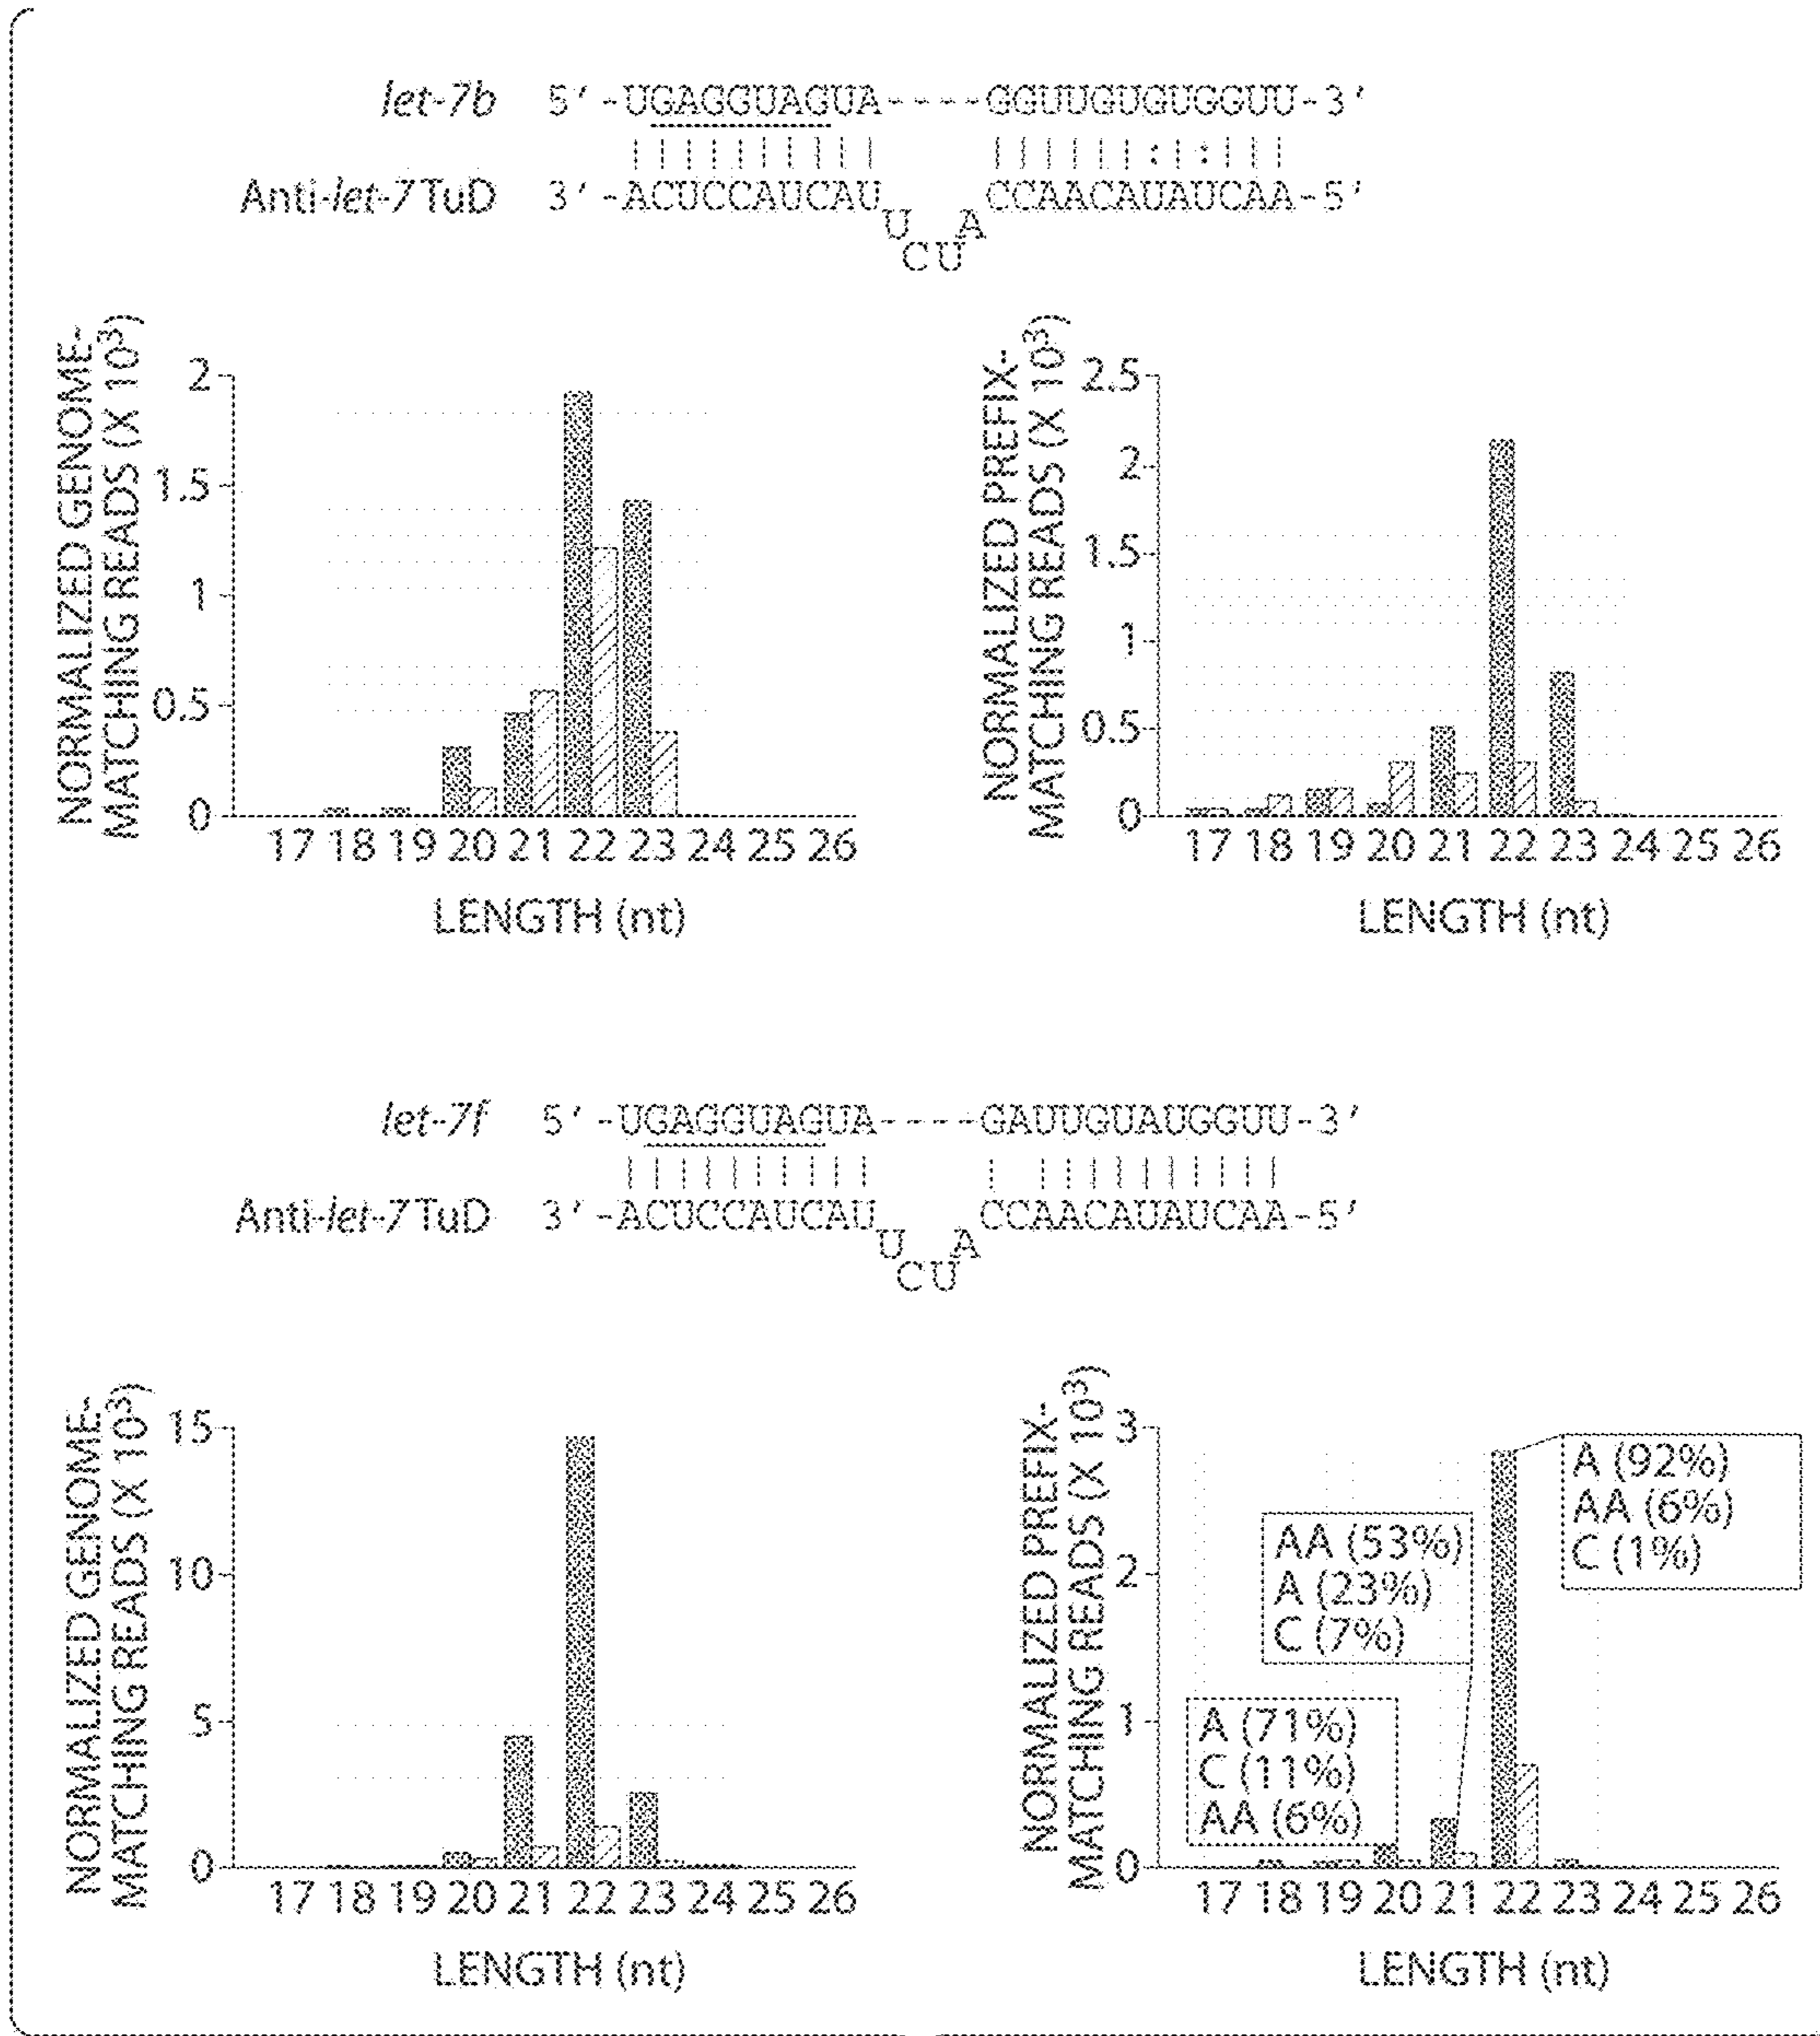 let-7b 5'-UGAGGUAGUA----GGUUGUGUGGUU-3'
Anti-let-7 TuD 3'-ACUCCAUCAU UCUA CCAACAUAUCAA-5'
NORMALIZED GENOME-
MATCHING READS (X 10³)
2
1.5
1
0.5
0
17 18 19 20 21 22 23 24 25 26
LENGTH (nt)
NORMALIZED PREFIX-
MATCHING READS (X 10³)
2.5
2
1.5
1
0.5
0
17 18 19 20 21 22 23 24 25 26
LENGTH (nt)
let-7f 5'-UGAGGUAGUA----GAUUGUAUGGUU-3'
Anti-let-7 TuD 3'-ACUCCAUCAU UCUA CCAACAUAUCAA-5'
NORMALIZED GENOME-
MATCHING READS (X 10³)
15
10
5
0
17 18 19 20 21 22 23 24 25 26
LENGTH (nt)
NORMALIZED PREFIX-
MATCHING READS (X 10³)
3
2
1
0
A (71%)
C (11%)
AA (6%)
AA (53%)
A (23%)
C (7%)
A (92%)
AA (6%)
C (1%)
17 18 19 20 21 22 23 24 25 26
LENGTH (nt)